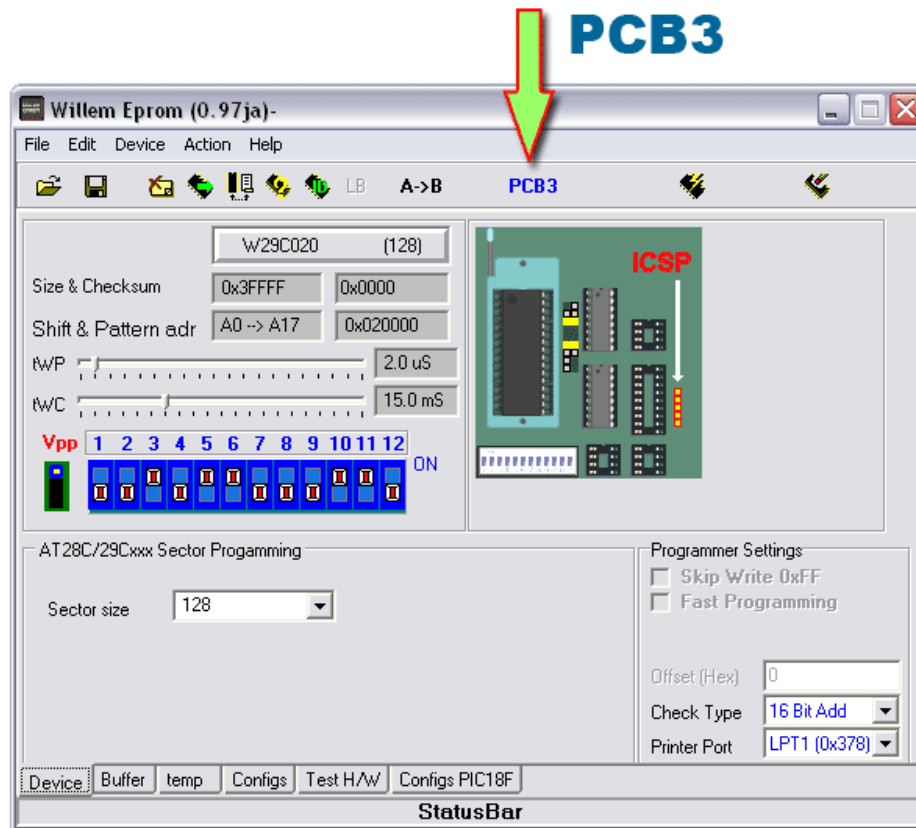 PCB3
Willem Eprom (0.97ja)-
File Edit Device Action Help
LB A->B PCB3
W29C020 (128)
Size & Checksum 0x3FFFF 0x0000
Shift & Pattern adr A0 --> A17 0x020000
tWP 2.0 uS
tWC 15.0 mS
Vpp 1 2 3 4 5 6 7 8 9 10 11 12
ON
ICSP
AT28C/29Cxxx Sector Progamming
Sector size 128
Programmer Settings
Skip Write 0xFF
Fast Programming
Offset (Hex) 0
Check Type 16 Bit Add
Printer Port LPT1 (0x378)
Device Buffer temp Configs Test H/W Configs PIC18F
StatusBar